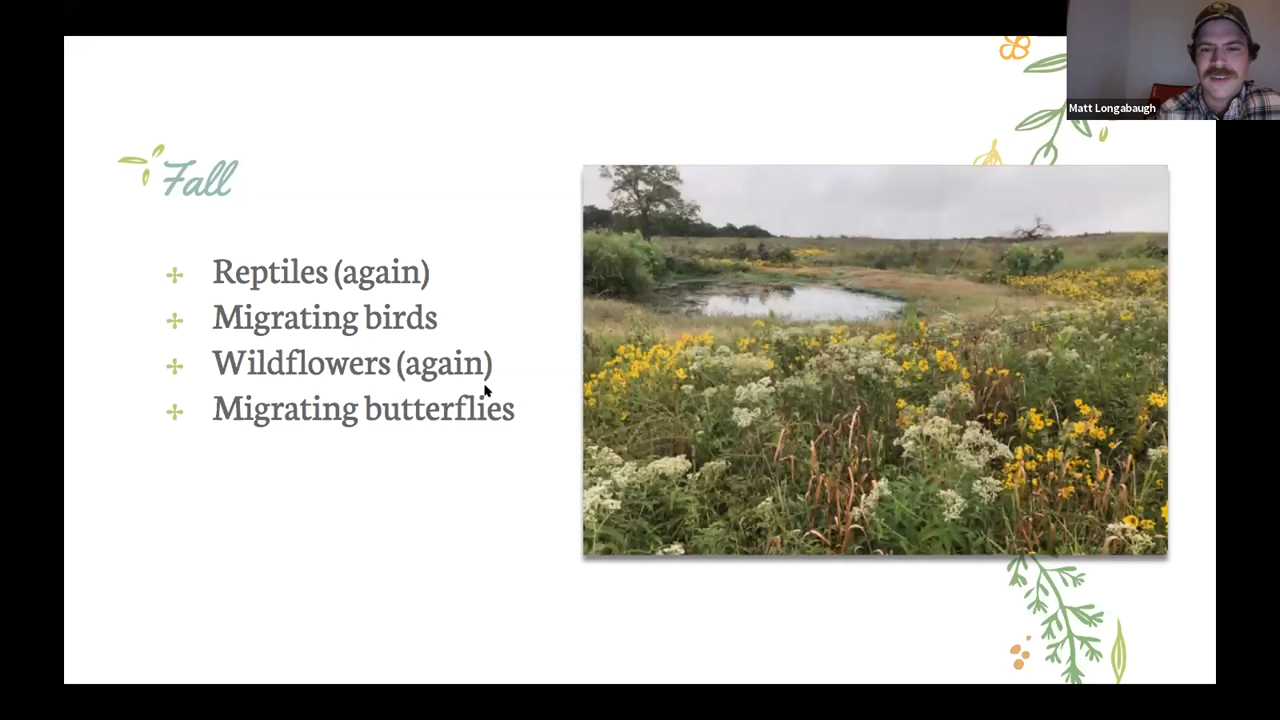 Matt Longabaugh
Fall
Reptiles (again)
Migrating birds
Wildflowers (again)
Migrating butterflies